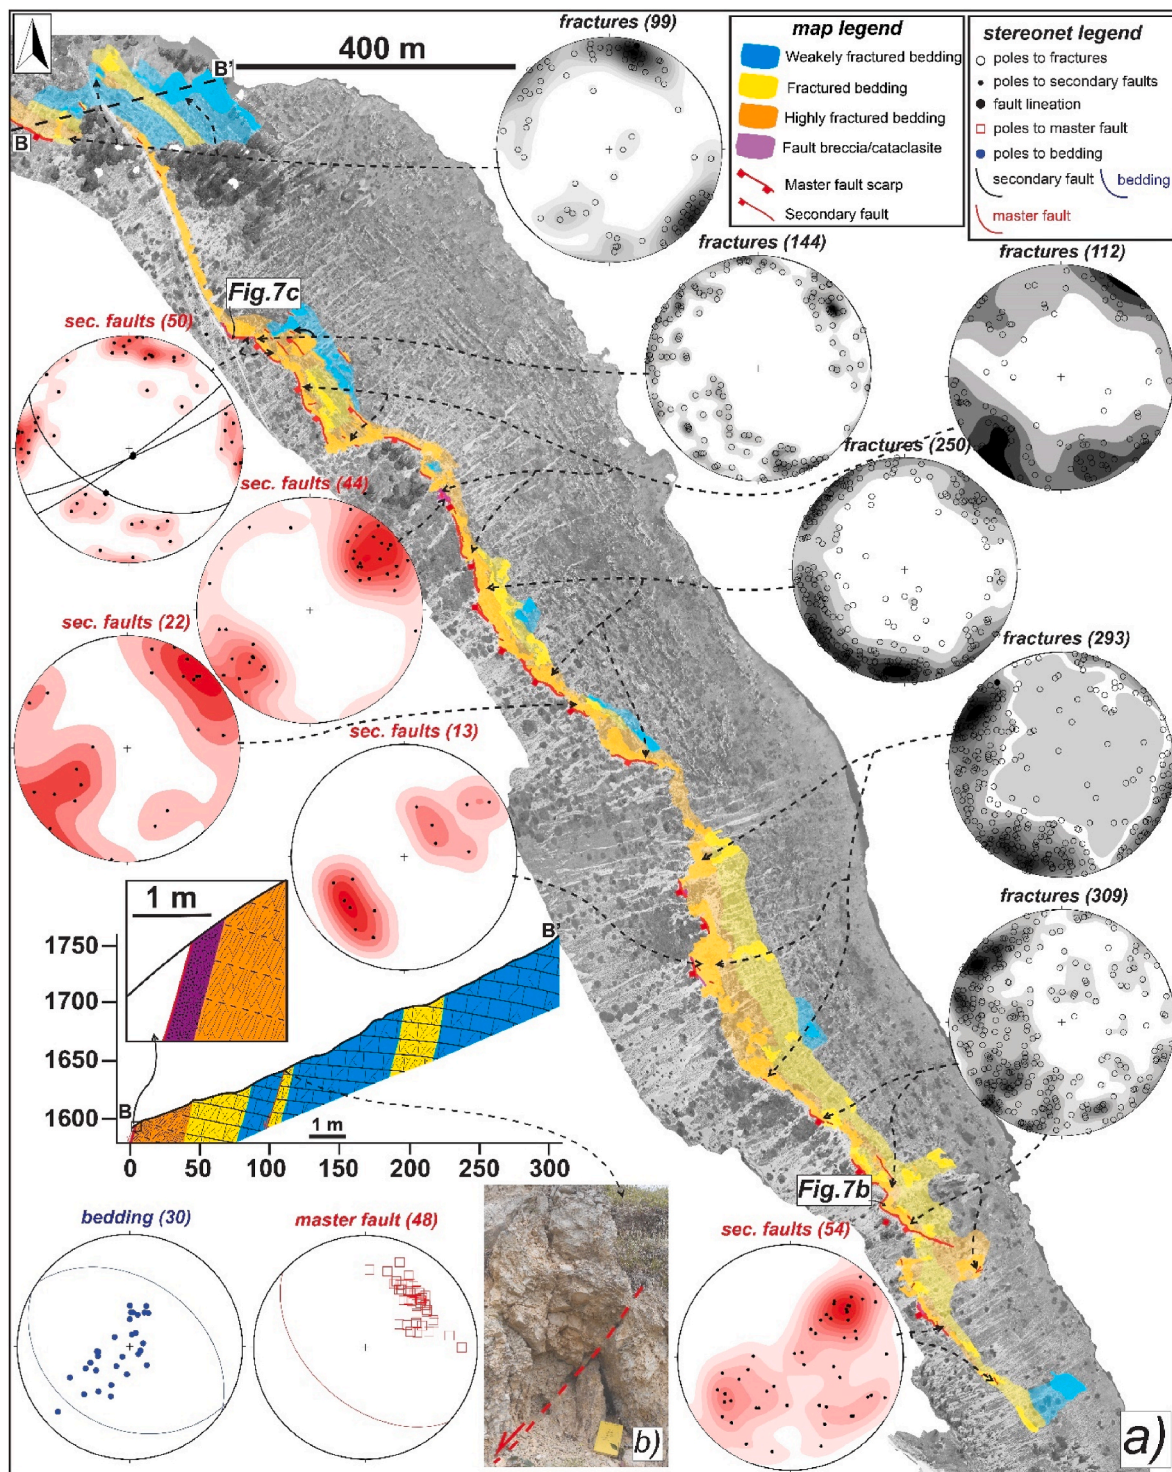 fractures (99)
map legend
Weakely fractured bedding
Fractured bedding
Highly fractured bedding
Fault breccia/cataclasite
Master fault scarp
Secondary fault
stereonet legend
poles to fractures
poles to secondary faults
fault lineation
poles to master fault
poles to bedding
secondary fault
bedding
master fault
400 m
B'
B
fractures (144)
fractures (112)
Fig.7c
sec. faults (50)
fractures (250)
sec. faults (44)
sec. faults (22)
fractures (293)
sec. faults (13)
fractures (309)
1 m
B'
1750
1700
1650
1600
B
1 m
0 50 100 150 200 250 300
Fig.7b
bedding (30)
master fault (48)
sec. faults (54)
b)
a)